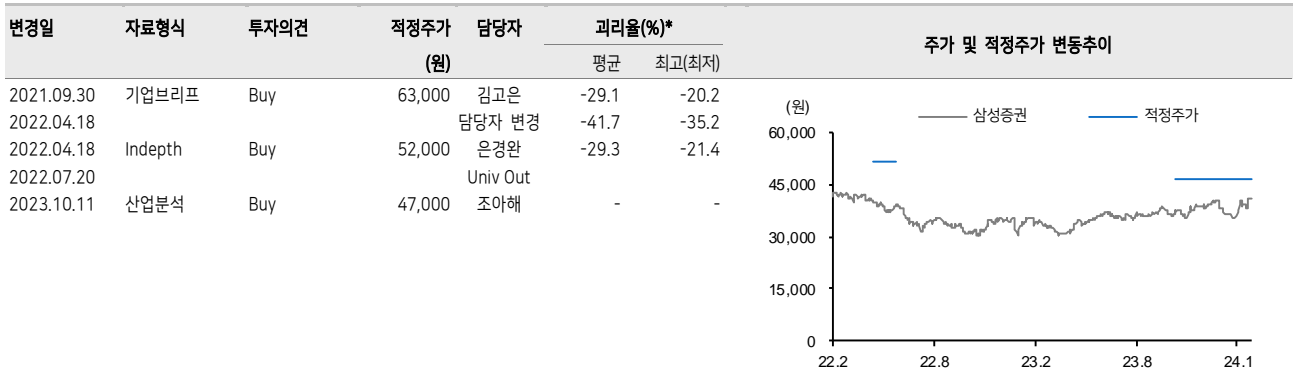 변경일 자료형식 투자의견 적정주가 담당자 괴리율(%)*
(원) 평균 최고(최저)
2021.09.30 기업브리프 Buy 63,000 김고은 -29.1 -20.2
2022.04.18 담당자 변경 -41.7 -35.2
2022.04.18 Indepth Buy 52,000 은경완 -29.3 -21.4
2022.07.20 Univ Out
2023.10.11 산업분석 Buy 47,000 조아해 - -
주가 및 적정주가 변동추이
(원) 삼성증권 적정주가
60,000
45,000
30,000
15,000
0
22.2 22.8 23.2 23.8 24.1